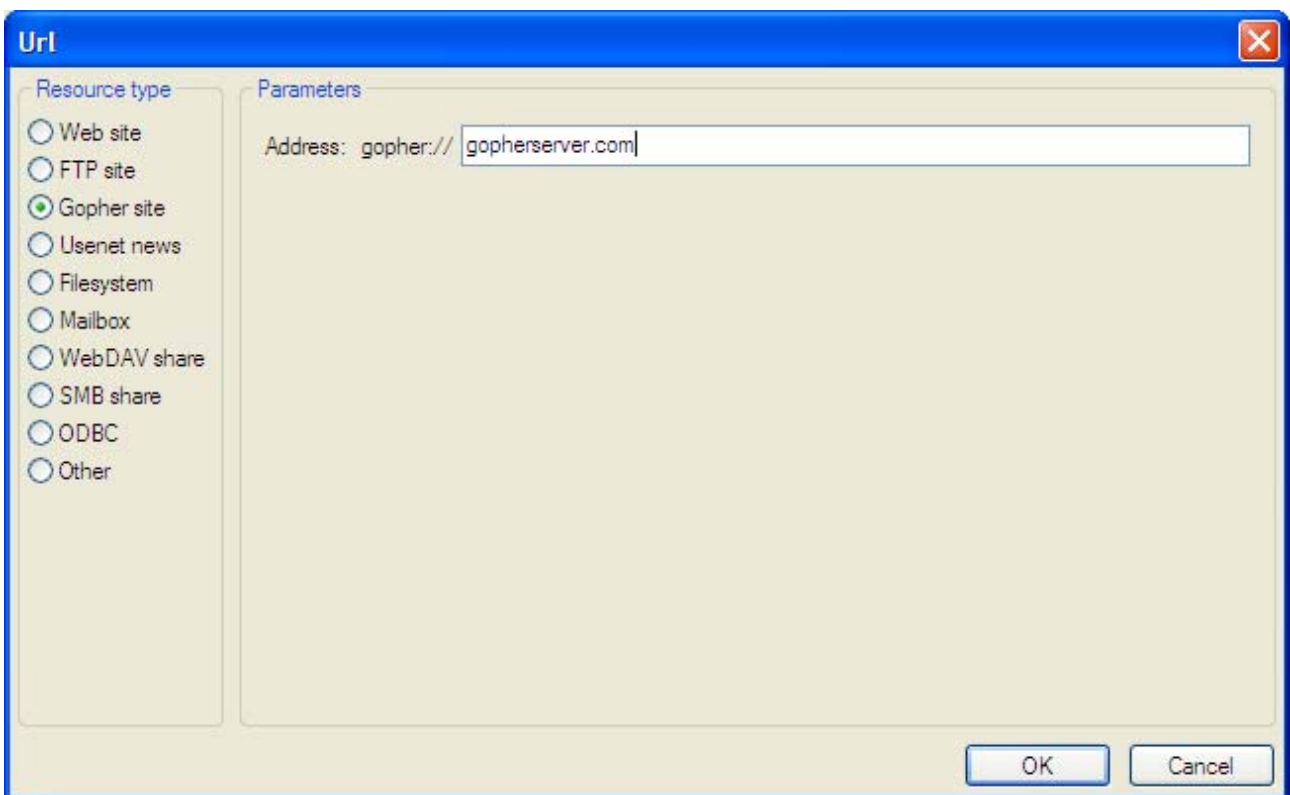 Url
Resource type
Web site
FTP site
Gopher site
Usenet news
Filesystem
Mailbox
WebDAV share
SMB share
ODBC
Other
Parameters
Address: gopher:// gopherserver.com
OK Cancel